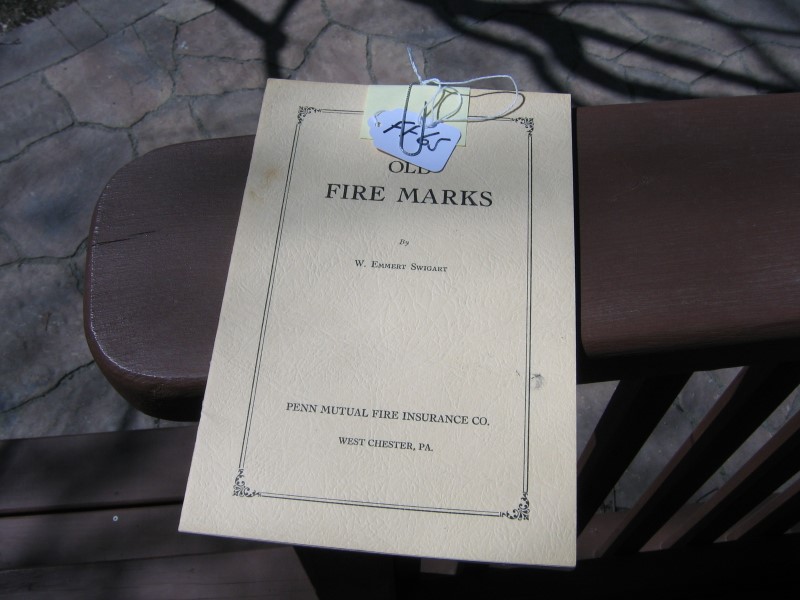 OLD
FIRE MARKS
By
W. Emmert Swigart
PENN MUTUAL FIRE INSURANCE CO.
WEST CHESTER, PA.